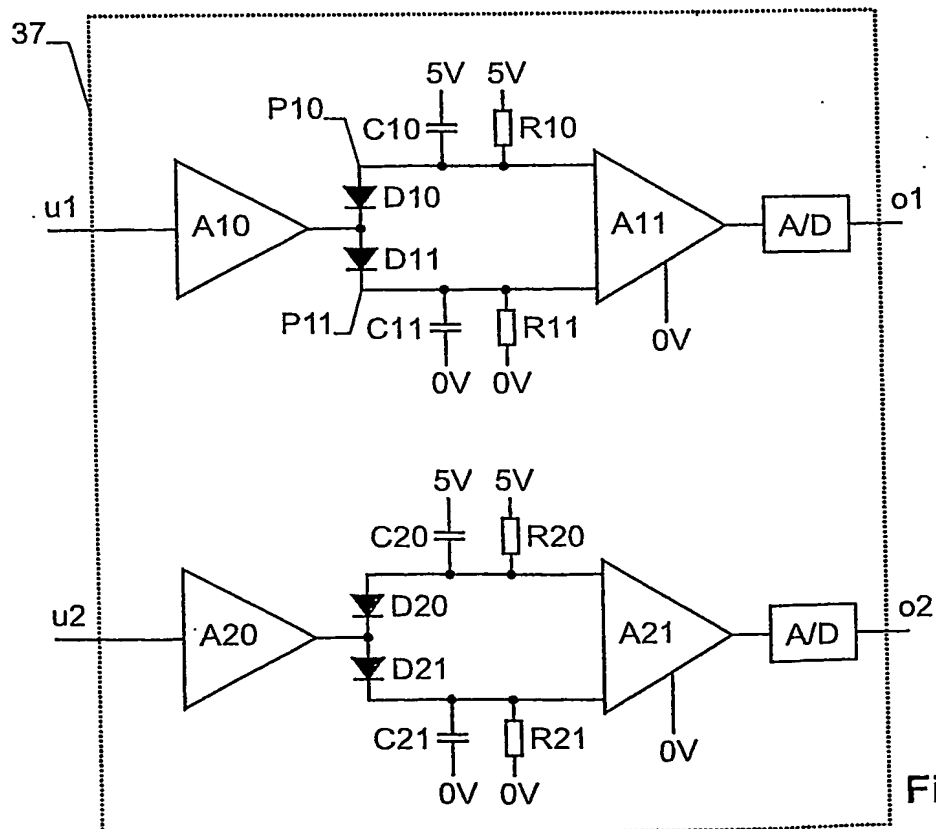 37
5V 5V
P10
C10 R10
u1 D10 o1
A10 A11 A/D
D11
P11
C11 R11 0V
0V 0V
5V 5V
C20 R20
u2 D20 o2
A20 A21 A/D
D21
C21 R21 0V
0V 0V
Fi